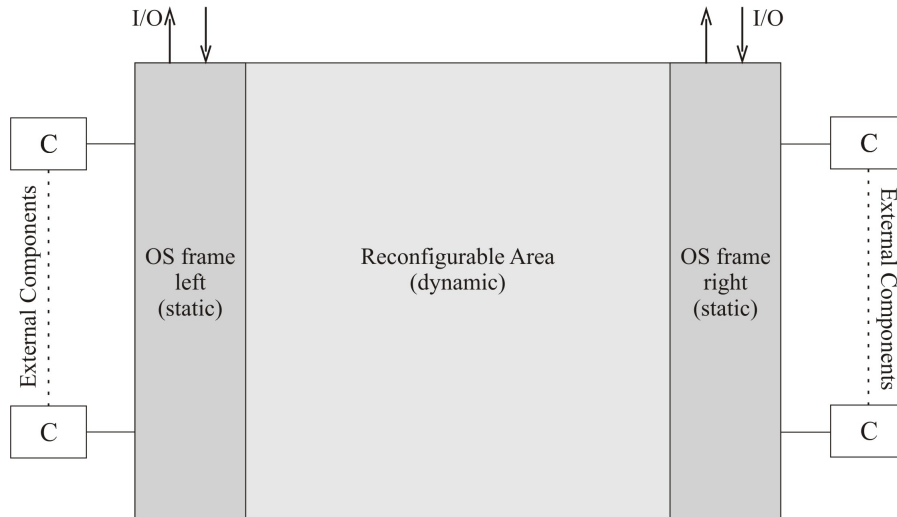 I/O
I/O
C
C
External Components
OS frame
left
(static)
Reconfigurable Area
(dynamic)
OS frame
right
(static)
External Components
C
C